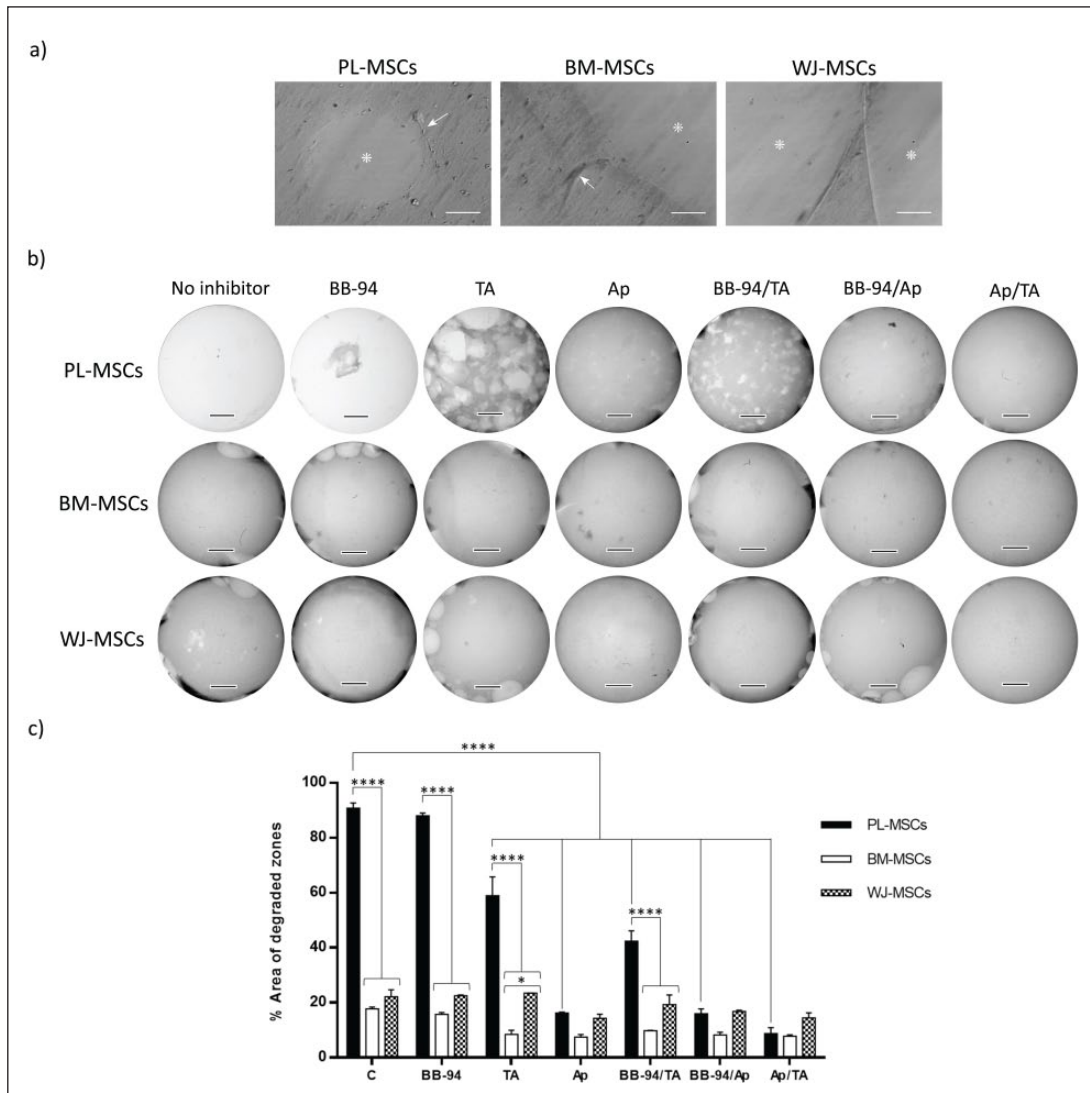 a)
PL-MSCs BM-MSCs WJ-MSCs
b)
No inhibitor BB-94 TA Ap BB-94/TA BB-94/Ap Ap/TA
PL-MSCs
BM-MSCs
WJ-MSCs
c)
****
**** ****
100
80
**** ****
60
40
*
20
0
% Area of degraded zones
C BB-94 TA Ap BB-94/TA BB-94/Ap Ap/TA
PL-MSCs
BM-MSCs
WJ-MSCs